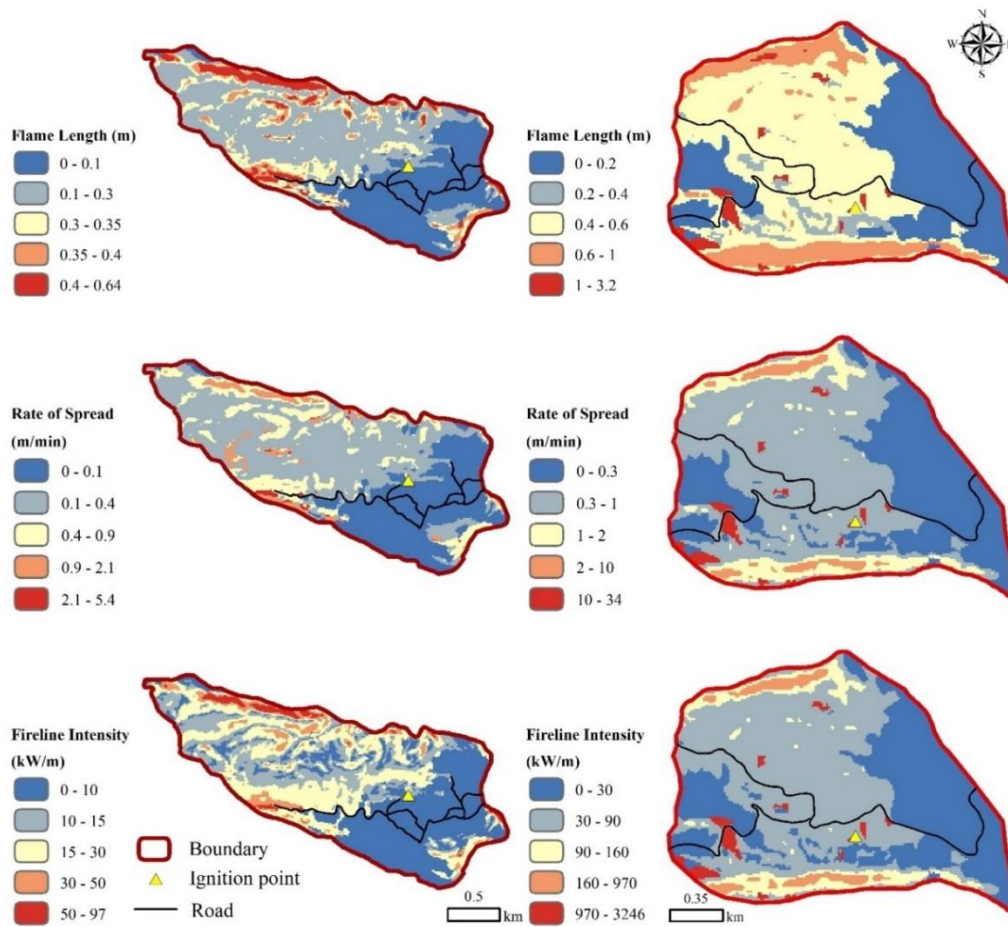 N
W E
S
Flame Length (m)
0 - 0.1
0.1 - 0.3
0.3 - 0.35
0.35 - 0.4
0.4 - 0.64
Flame Length (m)
0 - 0.2
0.2 - 0.4
0.4 - 0.6
0.6 - 1
1 - 3.2
Rate of Spread
(m/min)
0 - 0.1
0.1 - 0.4
0.4 - 0.9
0.9 - 2.1
2.1 - 5.4
Rate of Spread
(m/min)
0 - 0.3
0.3 - 1
1 - 2
2 - 10
10 - 34
Fireline Intensity
(kW/m)
0 - 10
10 - 15
15 - 30
30 - 50
50 - 97
Boundary
Ignition point
Road
0.5
km
Fireline Intensity
(kW/m)
0 - 30
30 - 90
90 - 160
160 - 970
970 - 3246
0.35
km